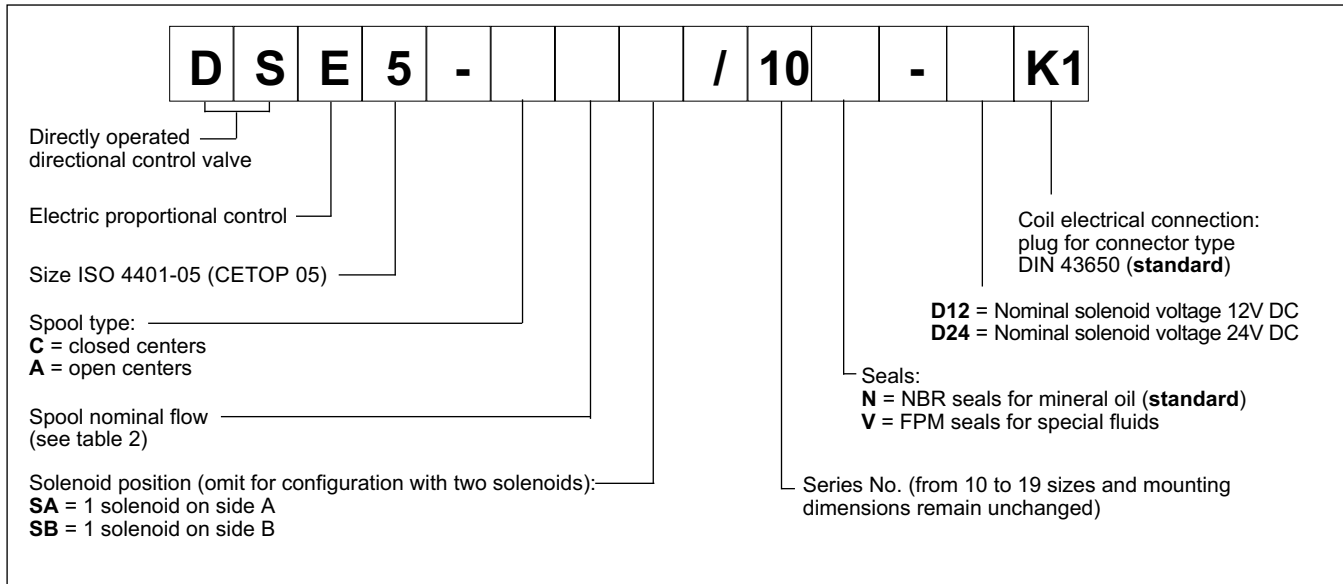 D S E 5 - / 10 - K1
Directly operated
directional control valve
Electric proportional control
Size ISO 4401-05 (CETOP 05)
Spool type:
C = closed centers
A = open centers
Spool nominal flow
(see table 2)
Solenoid position (omit for configuration with two solenoids):
SA = 1 solenoid on side A
SB = 1 solenoid on side B
Coil electrical connection:
plug for connector type
DIN 43650 (standard)
D12 = Nominal solenoid voltage 12V DC
D24 = Nominal solenoid voltage 24V DC
Seals:
N = NBR seals for mineral oil (standard)
V = FPM seals for special fluids
Series No. (from 10 to 19 sizes and mounting
dimensions remain unchanged)